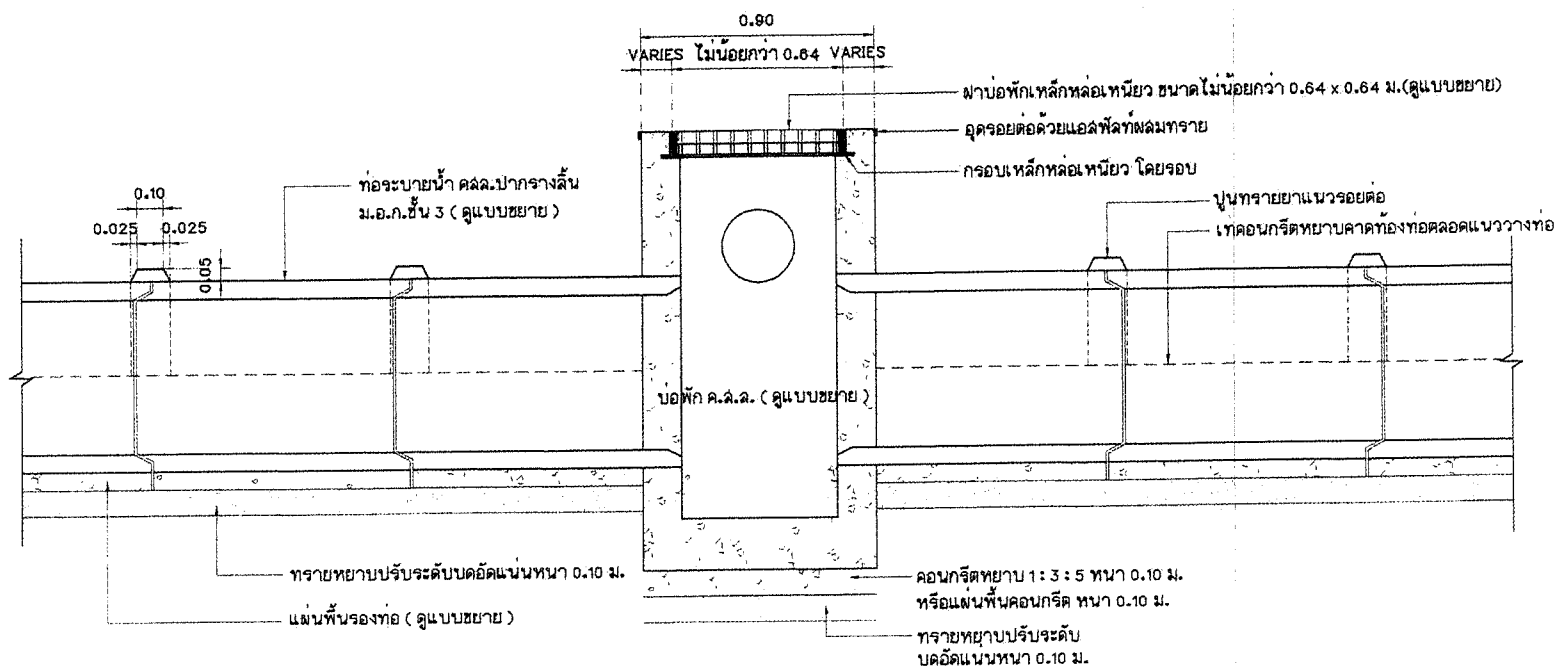 0.90
VARIES ไม่น้อยกว่า 0.64 VARIES
ฝาบ่อพักเหล็กหล่อเหนียว ขนาดไม่น้อยกว่า 0.64 x 0.64 ม.(ดูแบบขยาย)
อุดรอยต่อด้วยแอสฟัลท์ผสมทราย
กรอบเหล็กหล่อเหนียว โดยรอบ
ท่อระบายน้ำ คสล.ปากรางลิ้น
ม.อ.ก.ชั้น 3 ( ดูแบบขยาย )
0.10
0.025 0.025
0.05
ปูนทรายยาแนวรอยต่อ
เทคอนกรีตหยาบคาดท้องท่อตลอดแนววางท่อ
บ่อพัก ค.ส.ล. ( ดูแบบขยาย )
ทรายหยาบปรับระดับบดอัดแน่นหนา 0.10 ม.
แผ่นพื้นรองท่อ ( ดูแบบขยาย )
คอนกรีตหยาบ 1 : 3 : 5 หนา 0.10 ม.
หรือแผ่นพื้นคอนกรีต หนา 0.10 ม.
ทรายหยาบปรับระดับ
บดอัดแน่นหนา 0.10 ม.